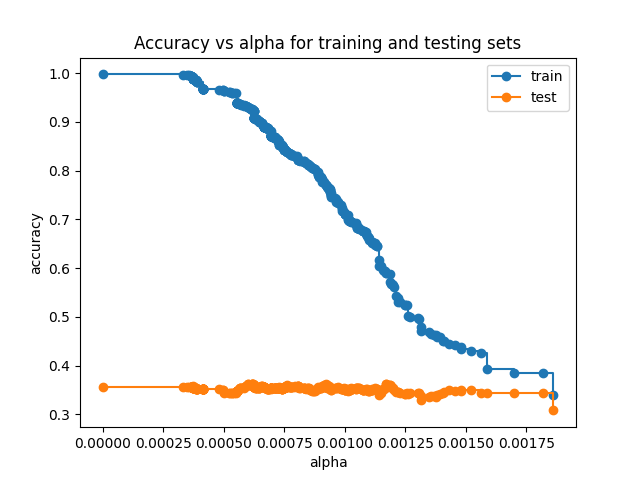 Accuracy vs alpha for training and testing sets
train
test
1.0
0.9
0.8
0.7
0.6
0.5
0.4
0.3
accuracy
0.00000 0.00025 0.00050 0.00075 0.00100 0.00125 0.00150 0.00175
alpha